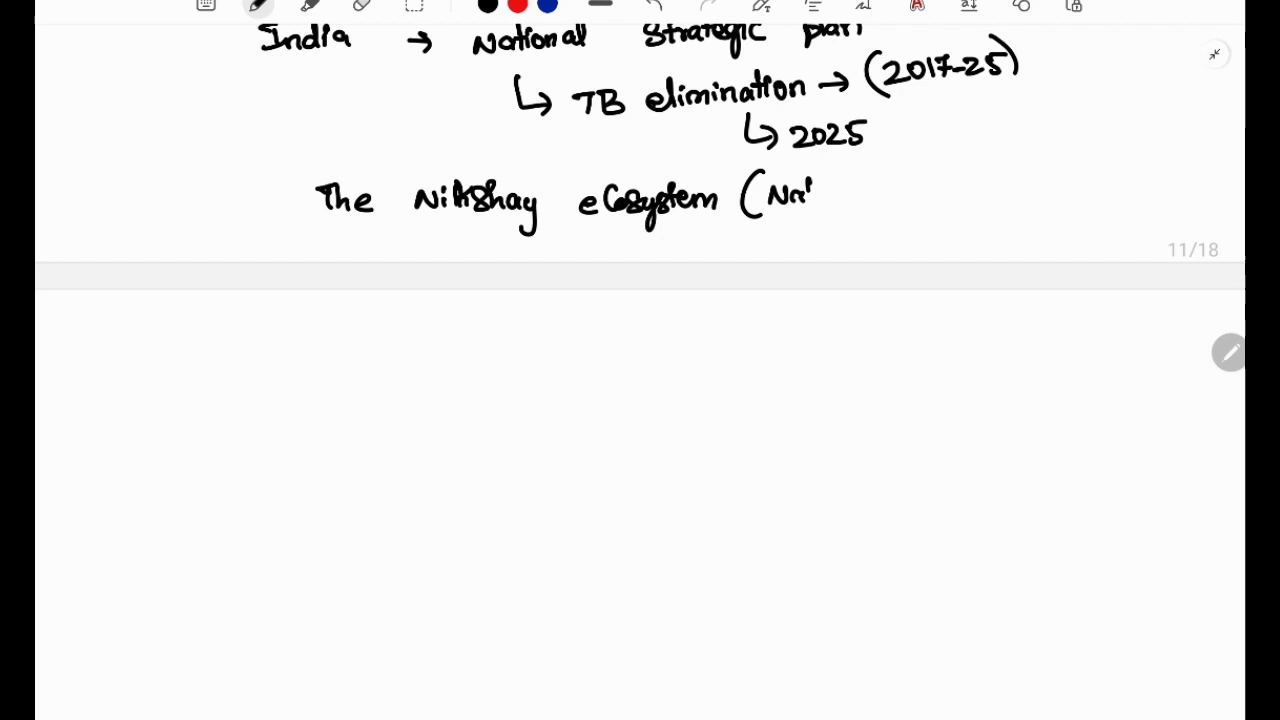 India → National Strategic plan
↳ TB elimination → (2017-25)
↳ 2025
The Nikshay ecosystem (Na
11/18